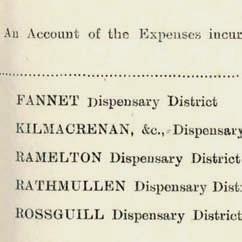 An Account of the Expenses incur
FANNET Dispensary District
KILMACRENAN, &c., Dispensary
RAMELTON Dispensary District
RATHMULLEN Dispensary Distr
ROSSGUILL Dispensary District